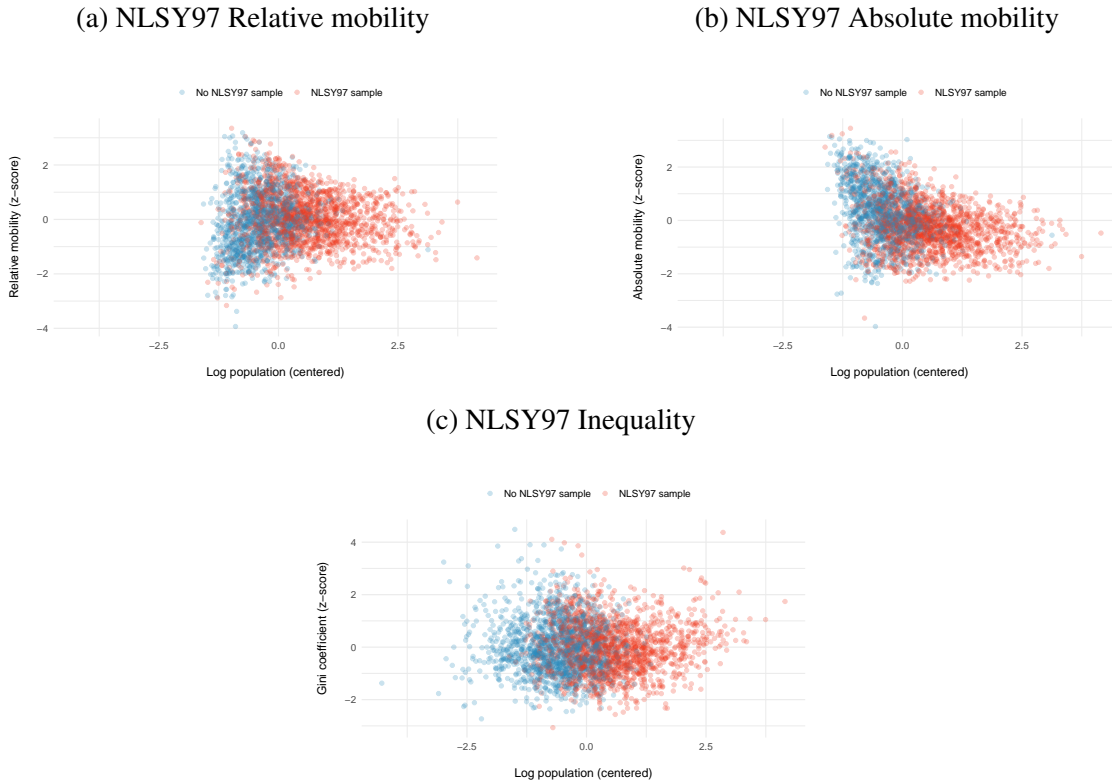 (a) NLSY97 Relative mobility
No NLSY97 sample NLSY97 sample
Relative mobility (z−score)
2
0
−2
−4
−2.5 0.0 2.5
Log population (centered)
(b) NLSY97 Absolute mobility
No NLSY97 sample NLSY97 sample
Absolute mobility (z−score)
2
0
−2
−4
−2.5 0.0 2.5
Log population (centered)
(c) NLSY97 Inequality
No NLSY97 sample NLSY97 sample
Gini coefficient (z−score)
4
2
0
−2
−2.5 0.0 2.5
Log population (centered)